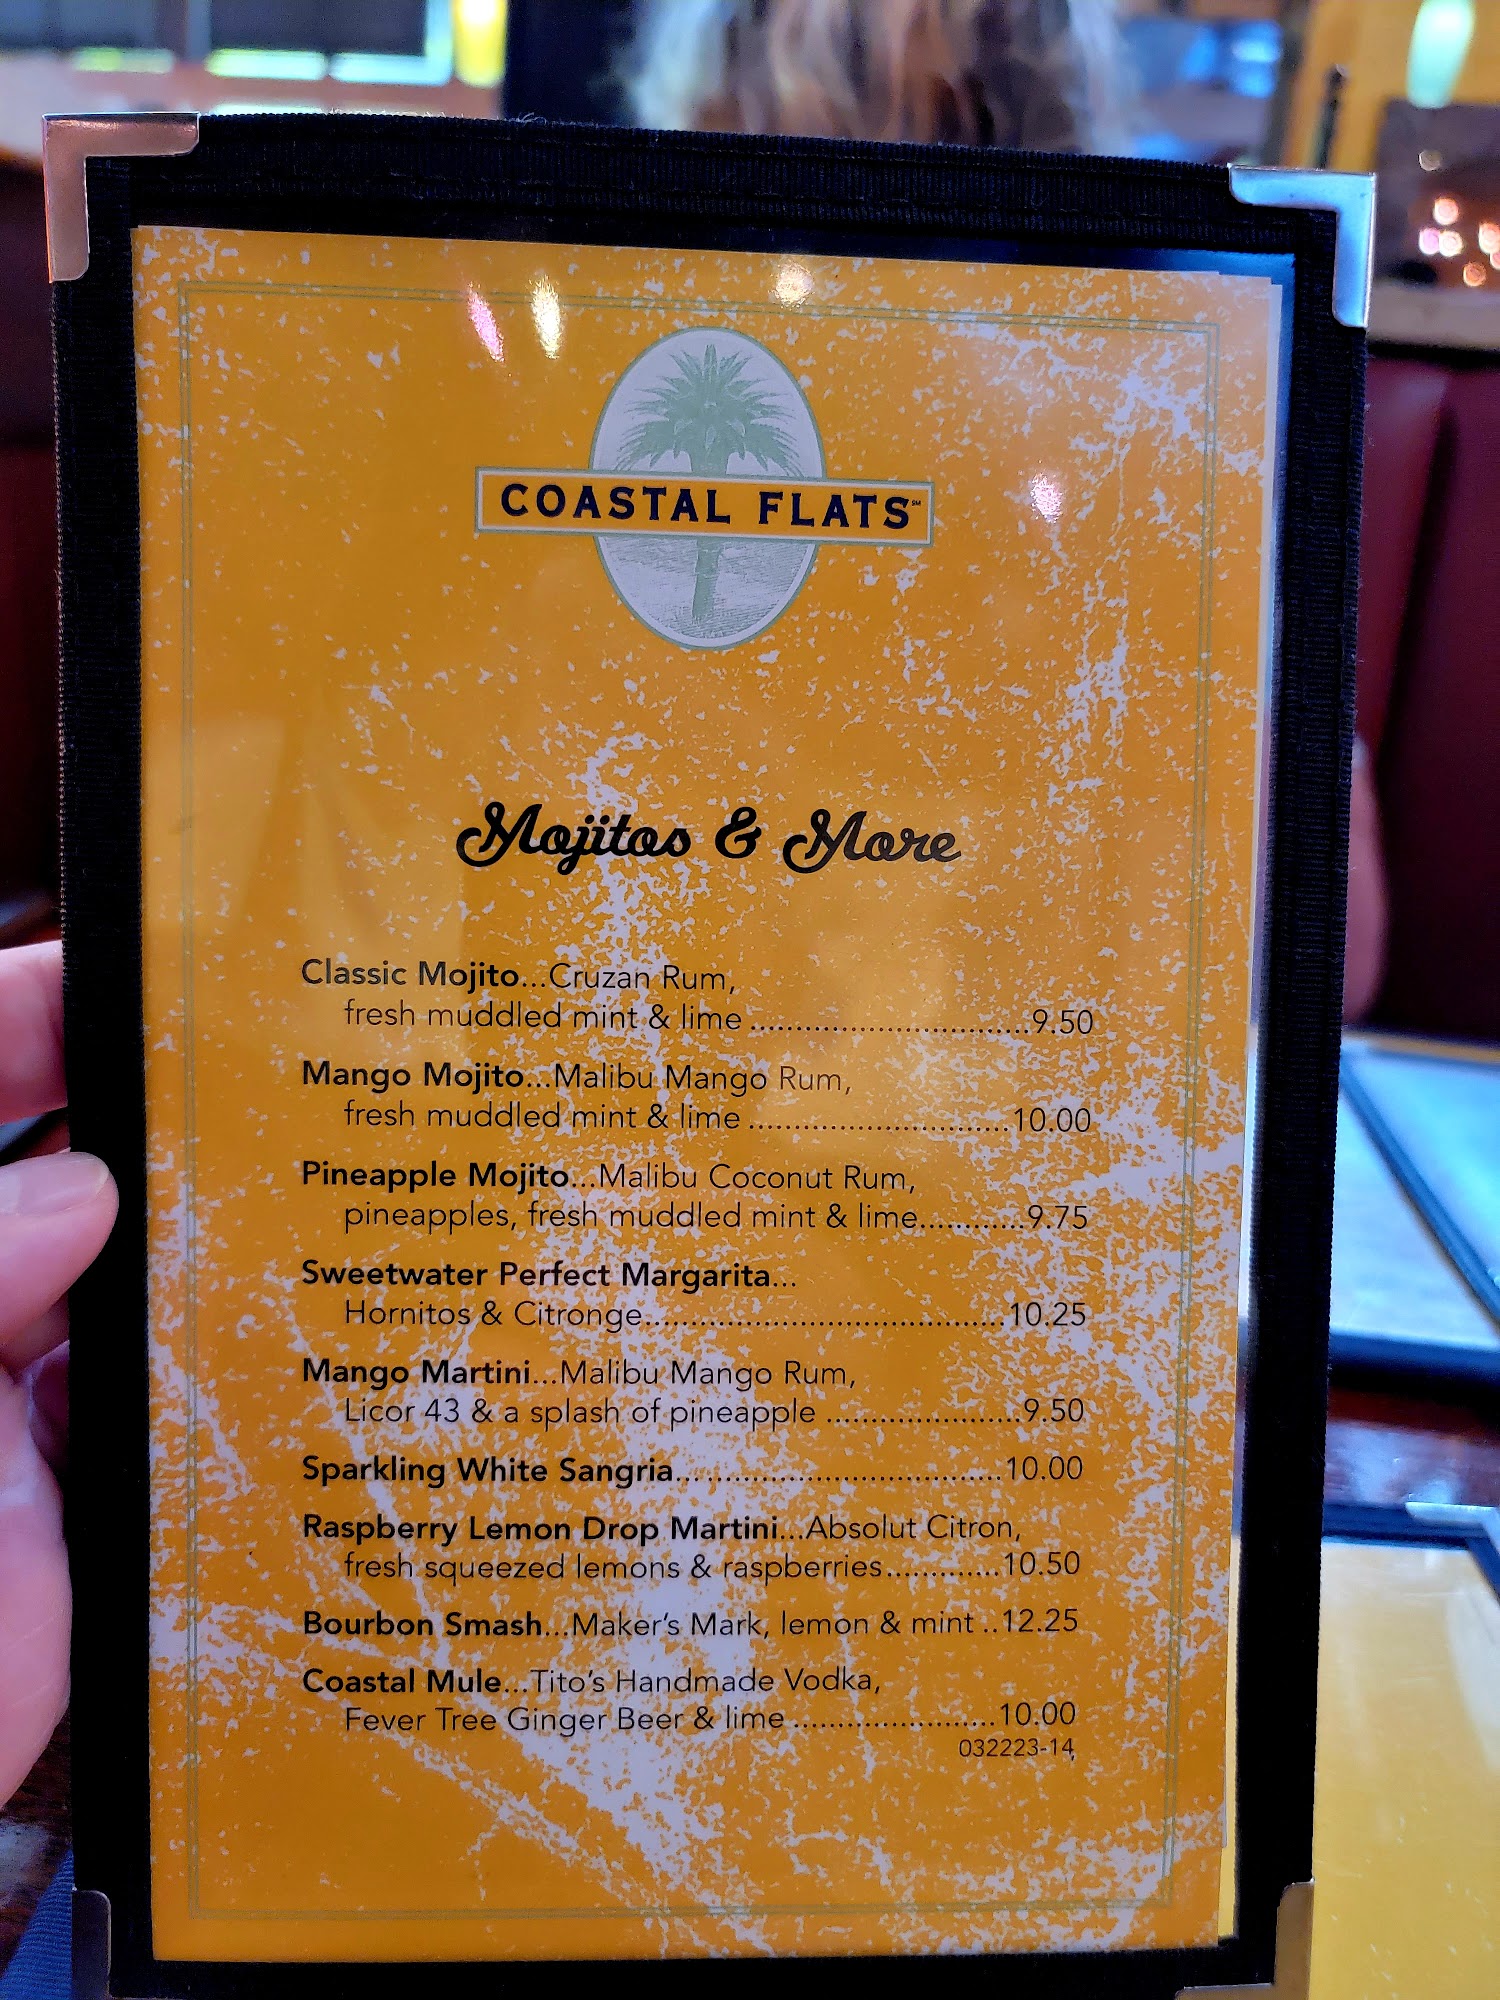 COASTAL FLATS℠
Mojitos & More
Classic Mojito...Cruzan Rum,
fresh muddled mint & lime ..............................9.50
Mango Mojito...Malibu Mango Rum,
fresh muddled mint & lime ............................10.00
Pineapple Mojito...Malibu Coconut Rum,
pineapples, fresh muddled mint & lime............9.75
Sweetwater Perfect Margarita...
Hornitos & Citronge.......................................10.25
Mango Martini...Malibu Mango Rum,
Licor 43 & a splash of pineapple .....................9.50
Sparkling White Sangria...................................10.00
Raspberry Lemon Drop Martini...Absolut Citron,
fresh squeezed lemons & raspberries............10.50
Bourbon Smash...Maker's Mark, lemon & mint ..12.25
Coastal Mule...Tito's Handmade Vodka,
Fever Tree Ginger Beer & lime ......................10.00
032223-14